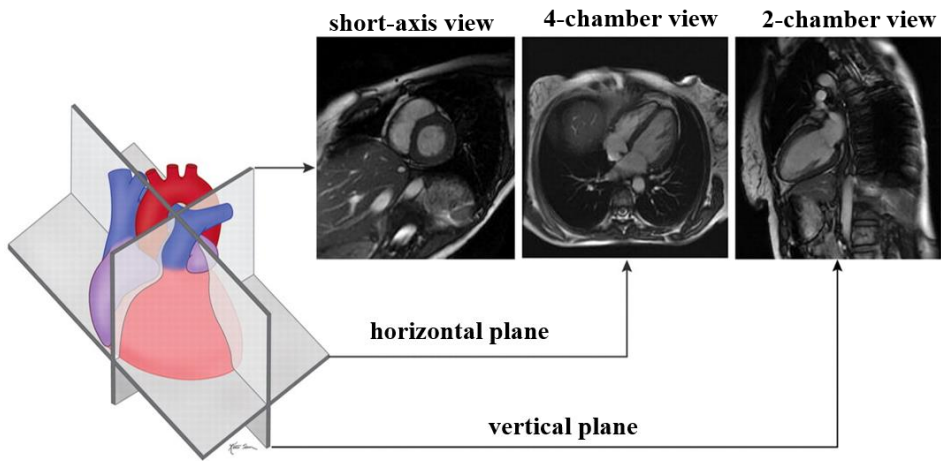 short-axis view
4-chamber view
2-chamber view
horizontal plane
vertical plane